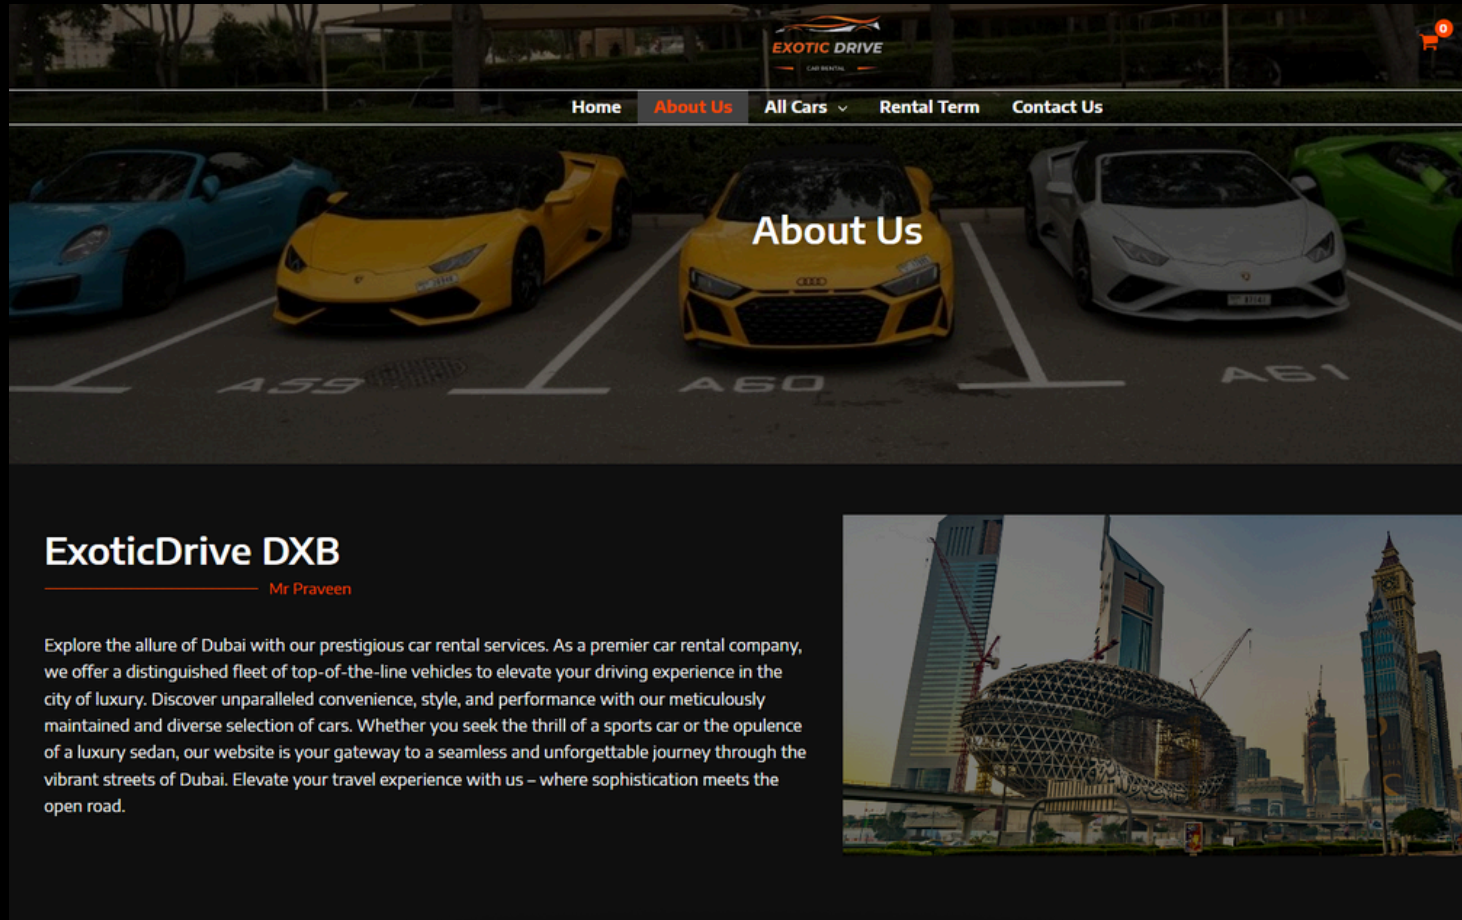 EXOTIC DRIVE
CAR RENTAL
0
Home About Us All Cars Rental Term Contact Us
About Us
A59 A60 A61
ExoticDrive DXB
Mr Praveen
Explore the allure of Dubai with our prestigious car rental services. As a premier car rental company,
we offer a distinguished fleet of top-of-the-line vehicles to elevate your driving experience in the
city of luxury. Discover unparalleled convenience, style, and performance with our meticulously
maintained and diverse selection of cars. Whether you seek the thrill of a sports car or the opulence
of a luxury sedan, our website is your gateway to a seamless and unforgettable journey through the
vibrant streets of Dubai. Elevate your travel experience with us – where sophistication meets the
open road.